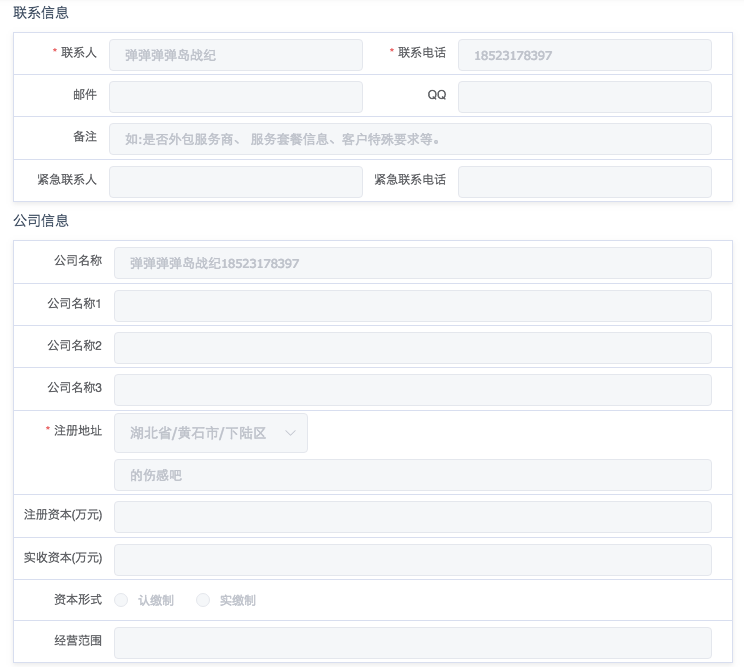 联系信息
* 联系人 弹弹弹弹岛战纪 * 联系电话 18523178397
邮件 QQ
备注 如:是否外包服务商、 服务套餐信息、客户特殊要求等。
紧急联系人 紧急联系电话
公司信息
公司名称 弹弹弹弹岛战纪18523178397
公司名称1
公司名称2
公司名称3
* 注册地址 湖北省/黄石市/下陆区
的伤感吧
注册资本(万元)
实收资本(万元)
资本形式 认缴制 实缴制
经营范围